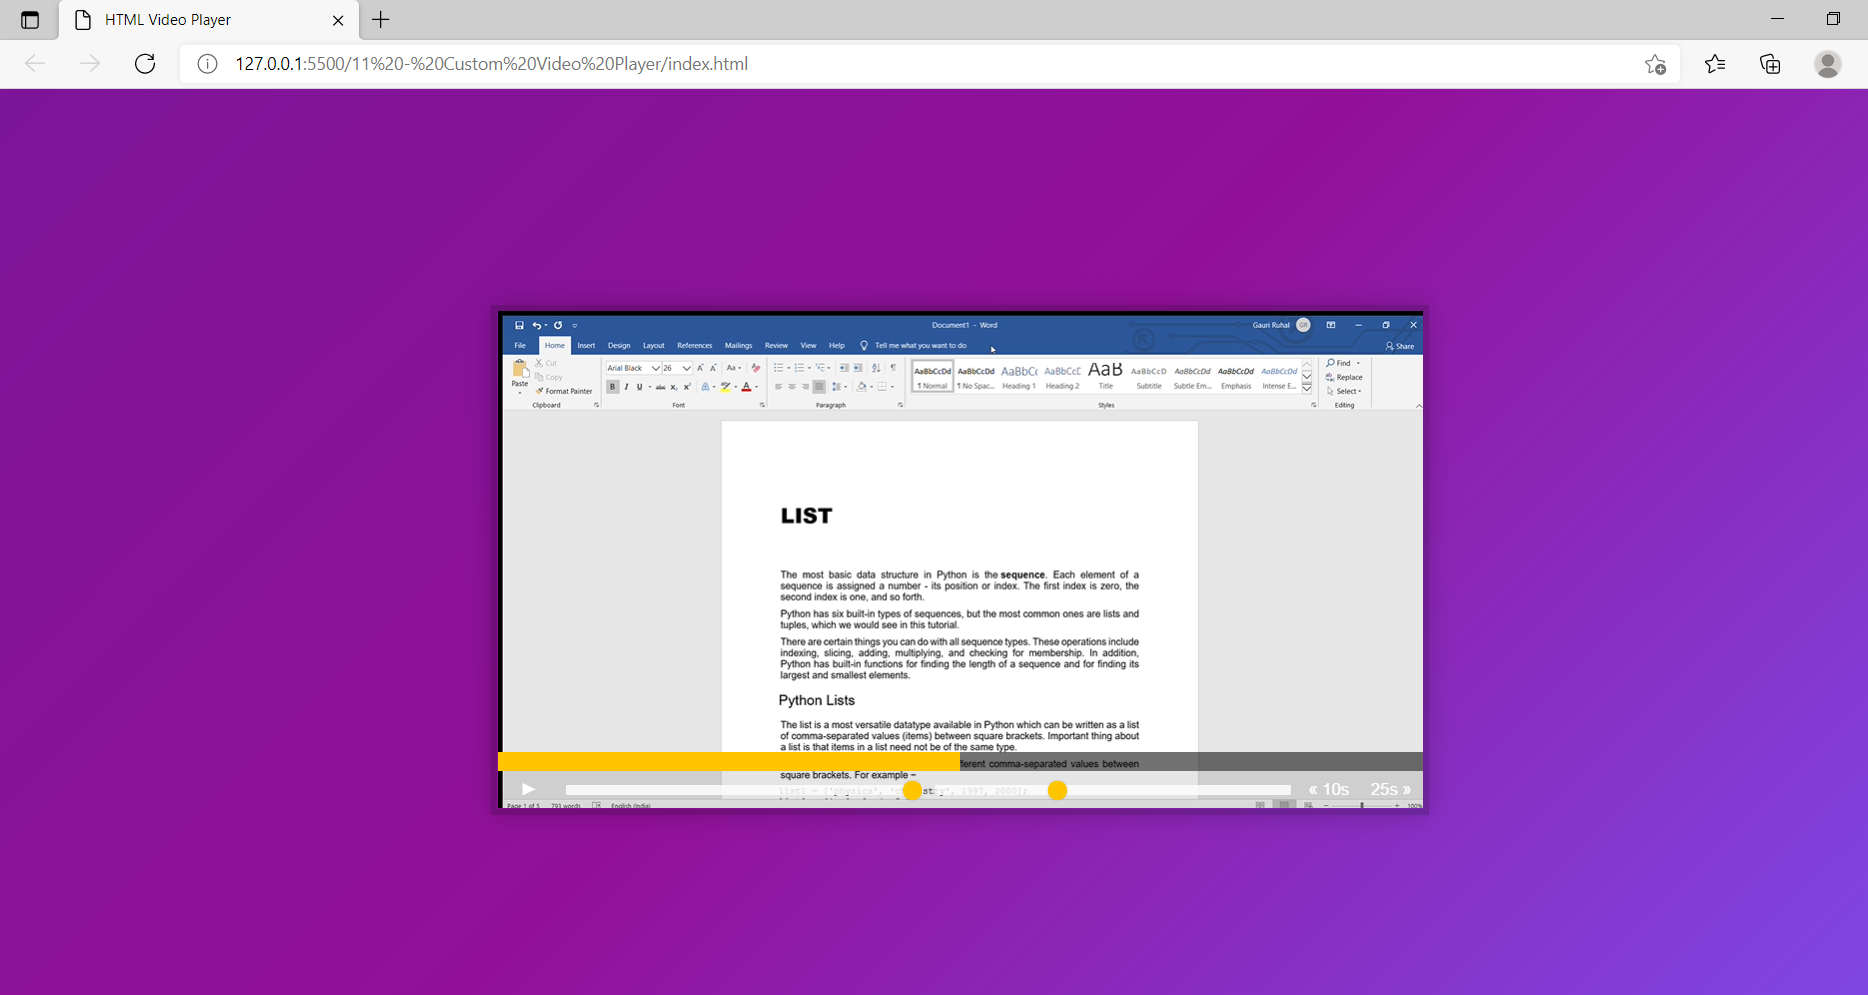 HTML Video Player
127.0.0.1:5500/11%20-%20Custom%20Video%20Player/index.html
Document1 - Word
Gauri Ruhal
GR
File Home Insert Design Layout References Mailings Review View Help Tell me what you want to do
Share
Paste
Cut
Copy
Format Painter
Clipboard
Arial Black 26
Font
Paragraph
AaBbCcDd AaBbCcDd AaBbCc AaBbCcD AaB AaBbCcD AaBbCcDd AaBbCcDd AaBbCcDd
¶ Normal ¶ No Spac... Heading 1 Heading 2 Title Subtitle Subtle Em... Emphasis Intense E...
Styles
Find
Replace
Select
Editing
LIST
The most basic data structure in Python is the sequence. Each element of a
sequence is assigned a number - its position or index. The first index is zero, the
second index is one, and so forth.
Python has six built-in types of sequences, but the most common ones are lists and
tuples, which we would see in this tutorial.
There are certain things you can do with all sequence types. These operations include
indexing, slicing, adding, multiplying, and checking for membership. In addition,
Python has built-in functions for finding the length of a sequence and for finding its
largest and smallest elements.
Python Lists
The list is a most versatile datatype available in Python which can be written as a list
of comma-separated values (items) between square brackets. Important thing about
a list is that items in a list need not be of the same type.
comma-separated values between
square brackets. For example –
list1 = ['physics', 1997, 2000];
« 10s 25s »
Page 1 of 5 793 words English (India) 100%